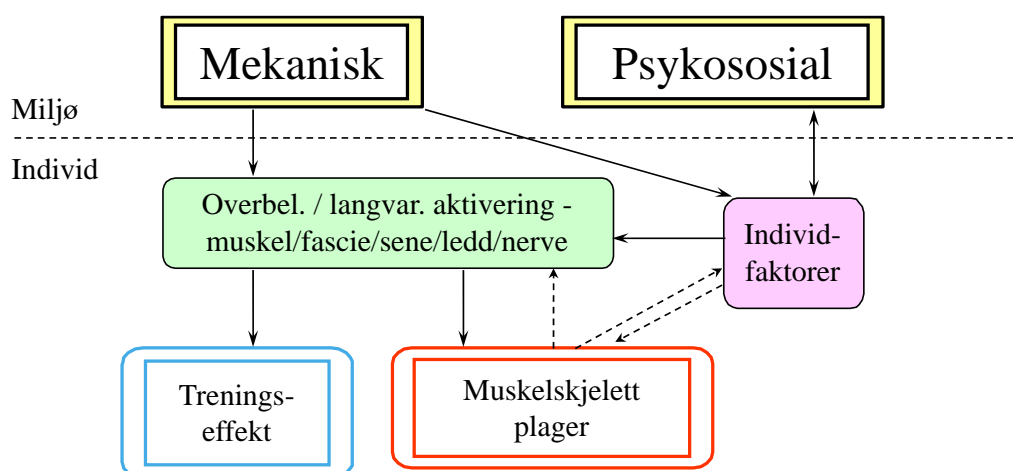 Mekanisk
Psykososial
Miljø
Individ
Overbel. / langvar. aktivering -
muskel/fascie/sene/ledd/nerve
Individ-
faktorer
Trenings-
effekt
Muskelskjelett
plager